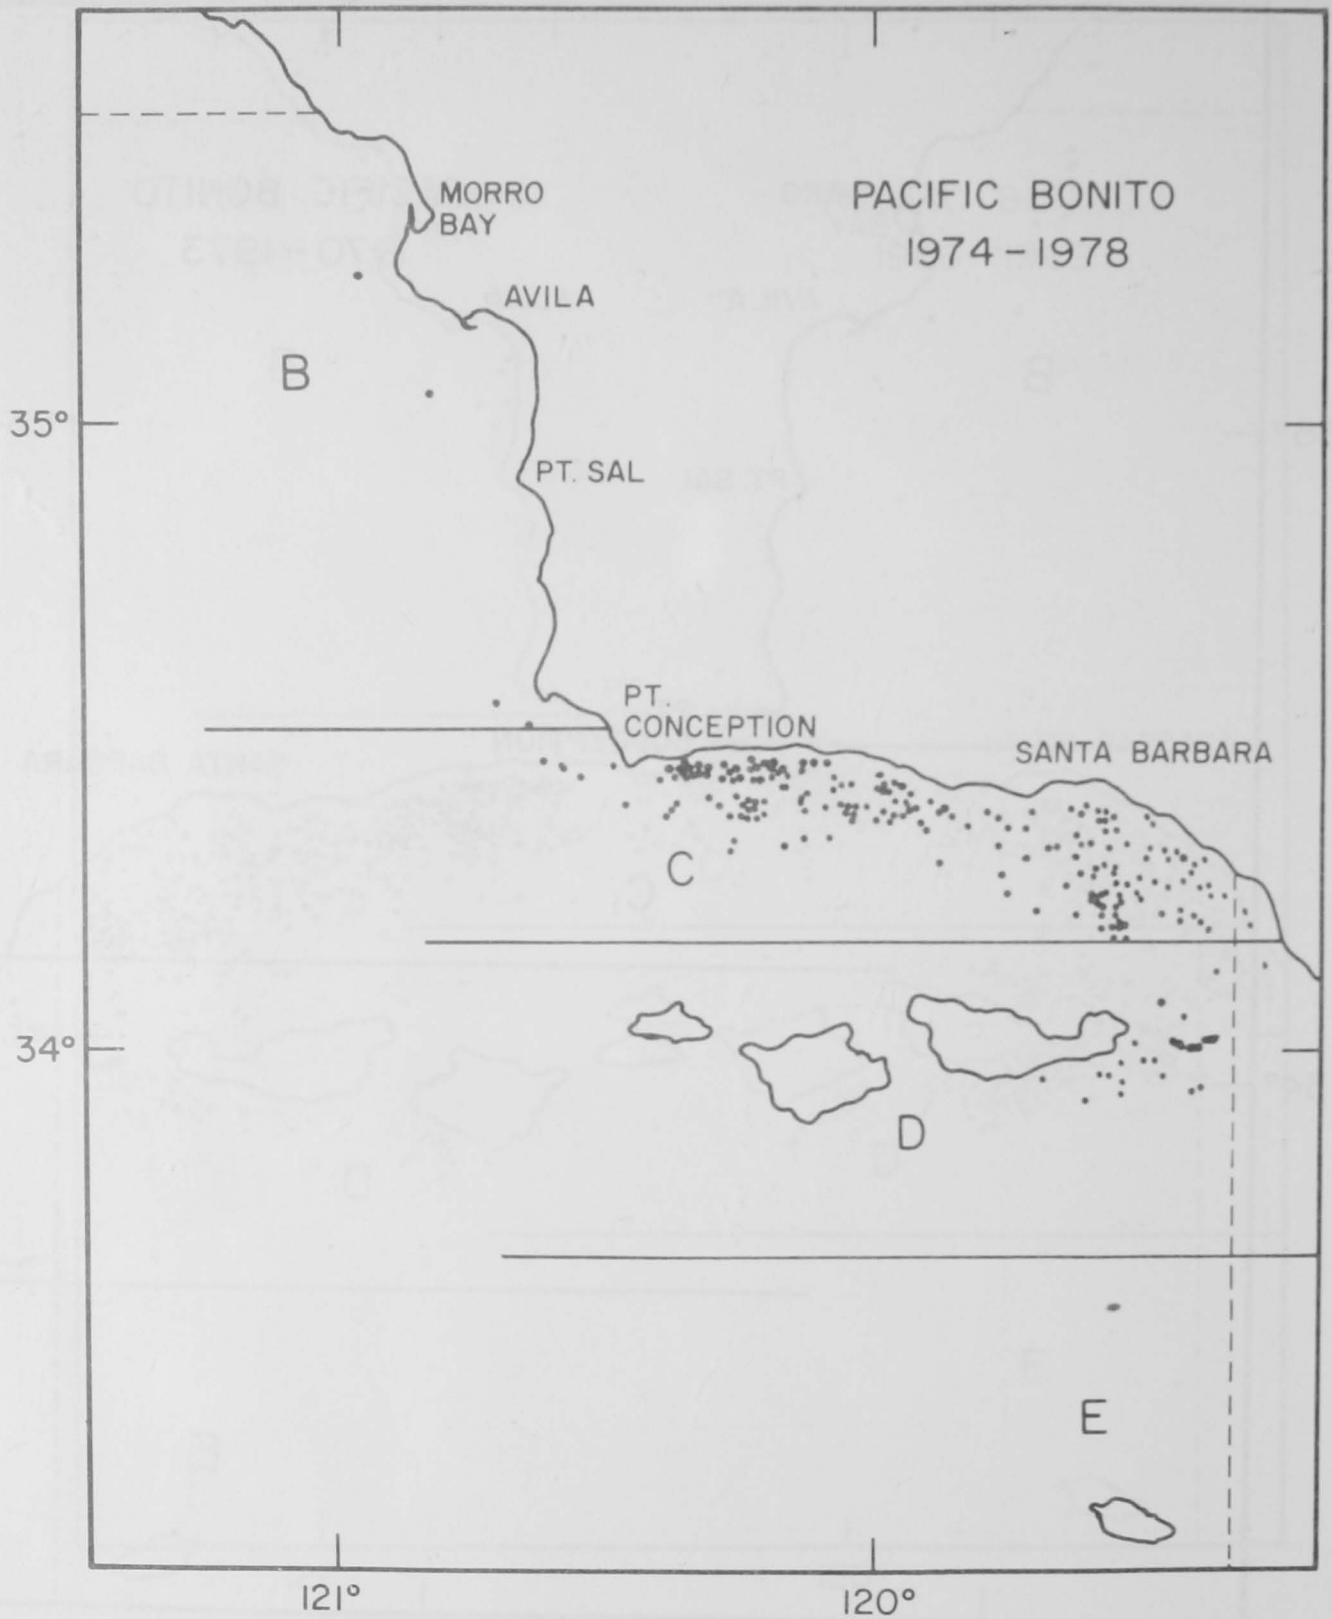 MORRO
BAY
PACIFIC BONITO
1974-1978
AVILA
B
35°
PT. SAL
PT.
CONCEPTION
SANTA BARBARA
C
34°
D
E
121°
120°